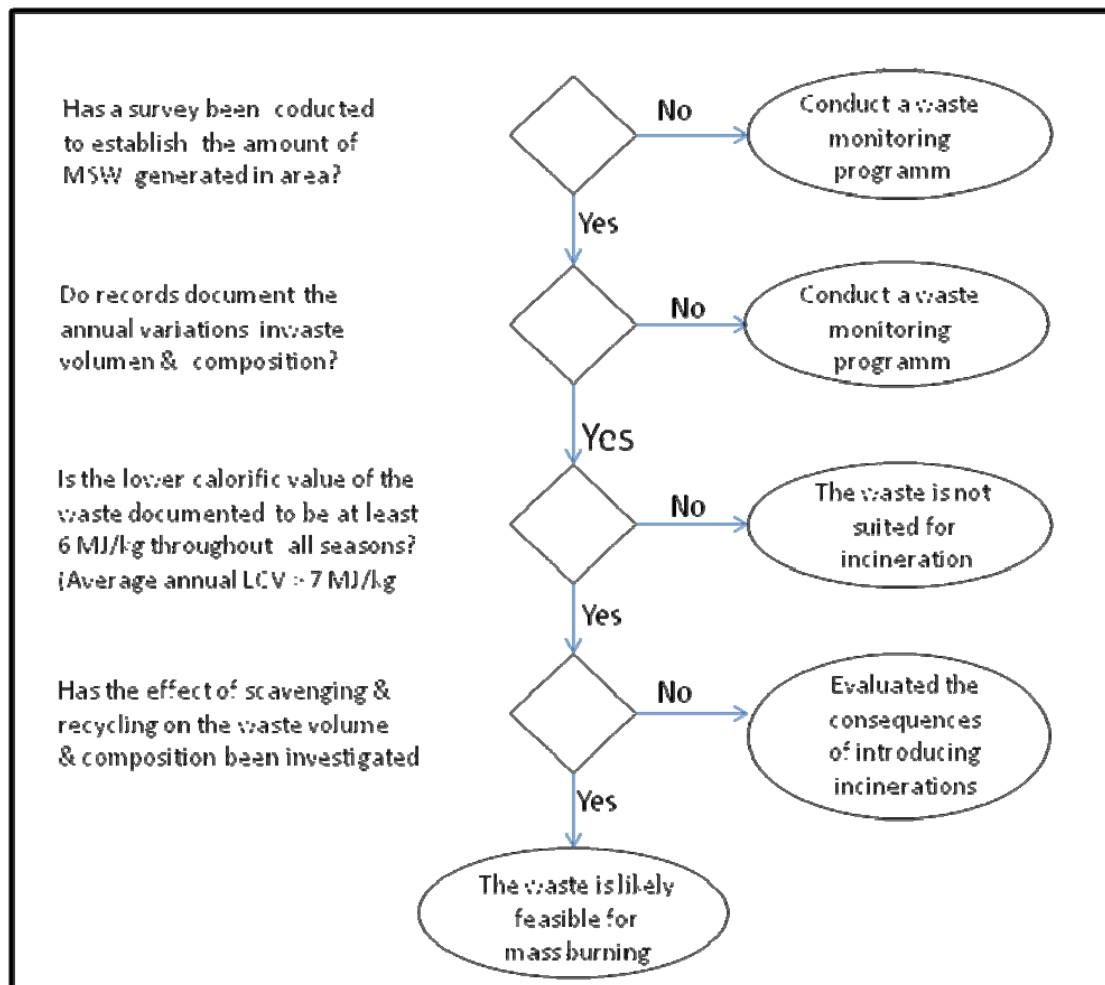 Has a survey been coducted
to establish the amount of
MSW generated in area?
No
Conduct a waste
monitoring
programm
Yes
Do records document the
annual variations inwaste
volumen & composition?
No
Conduct a waste
monitoring
programm
Yes
Is the lower calorific value of the
waste documented to be at least
6 MJ/kg throughout all seasons?
(Average annual LCV :- 7 MJ/kg
No
The waste is not
suited for
incineration
Yes
Has the effect of scavenging &
recycling on the waste volume
& composition been investigated
No
Evaluated the
consequences
of introducing
incinerations
Yes
The waste is likely
feasible for
mass burning